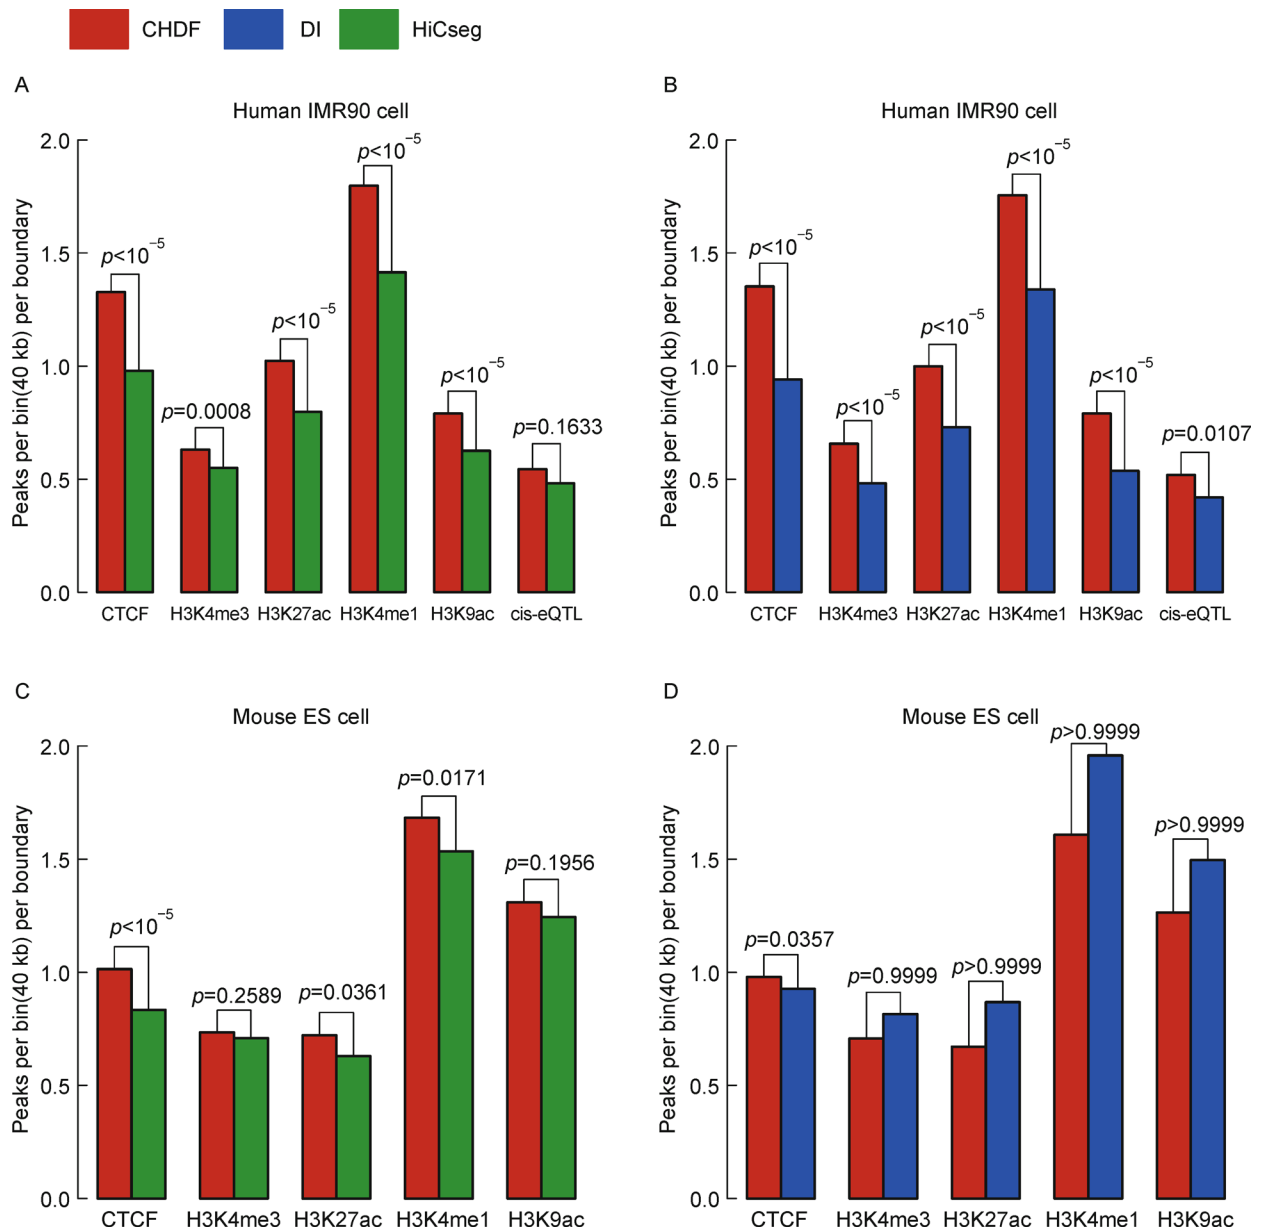 CHDF DI HiCseg
A
Human IMR90 cell
Peaks per bin(40 kb) per boundary
2.0
1.5
1.0
0.5
0.0
p<10⁻⁵
p=0.0008
p<10⁻⁵
p<10⁻⁵
p<10⁻⁵
p=0.1633
CTCF H3K4me3 H3K27ac H3K4me1 H3K9ac cis-eQTL
B
Human IMR90 cell
Peaks per bin(40 kb) per boundary
2.0
1.5
1.0
0.5
0.0
p<10⁻⁵
p<10⁻⁵
p<10⁻⁵
p<10⁻⁵
p<10⁻⁵
p=0.0107
CTCF H3K4me3 H3K27ac H3K4me1 H3K9ac cis-eQTL
C
Mouse ES cell
Peaks per bin(40 kb) per boundary
2.0
1.5
1.0
0.5
0.0
p<10⁻⁵
p=0.2589
p=0.0361
p=0.0171
p=0.1956
CTCF H3K4me3 H3K27ac H3K4me1 H3K9ac
D
Mouse ES cell
Peaks per bin(40 kb) per boundary
2.0
1.5
1.0
0.5
0.0
p=0.0357
p=0.9999
p>0.9999
p>0.9999
p>0.9999
CTCF H3K4me3 H3K27ac H3K4me1 H3K9ac